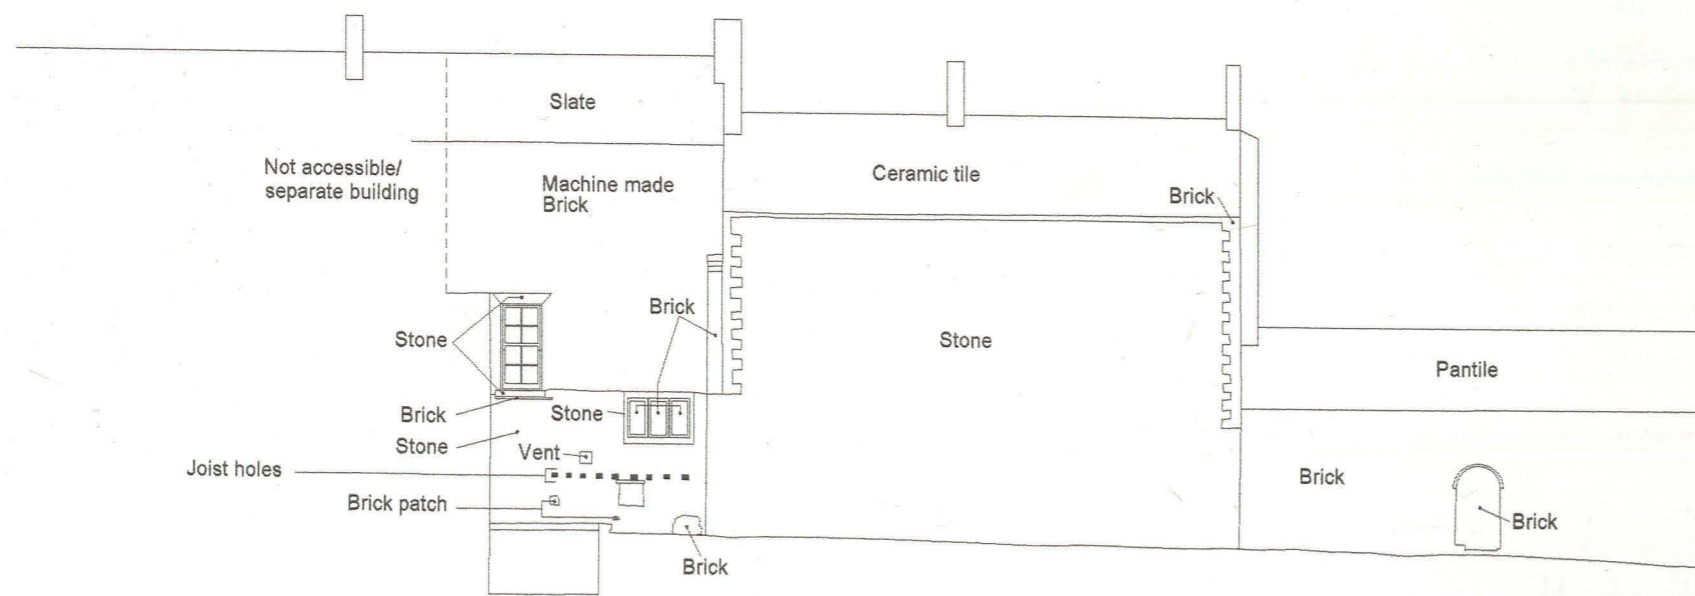 Slate
Not accessible/
separate building
Machine made
Brick
Ceramic tile
Brick
Brick
Stone
Stone
Pantile
Brick
Stone
Stone
Vent
Joist holes
Brick patch
Brick
Brick
Brick